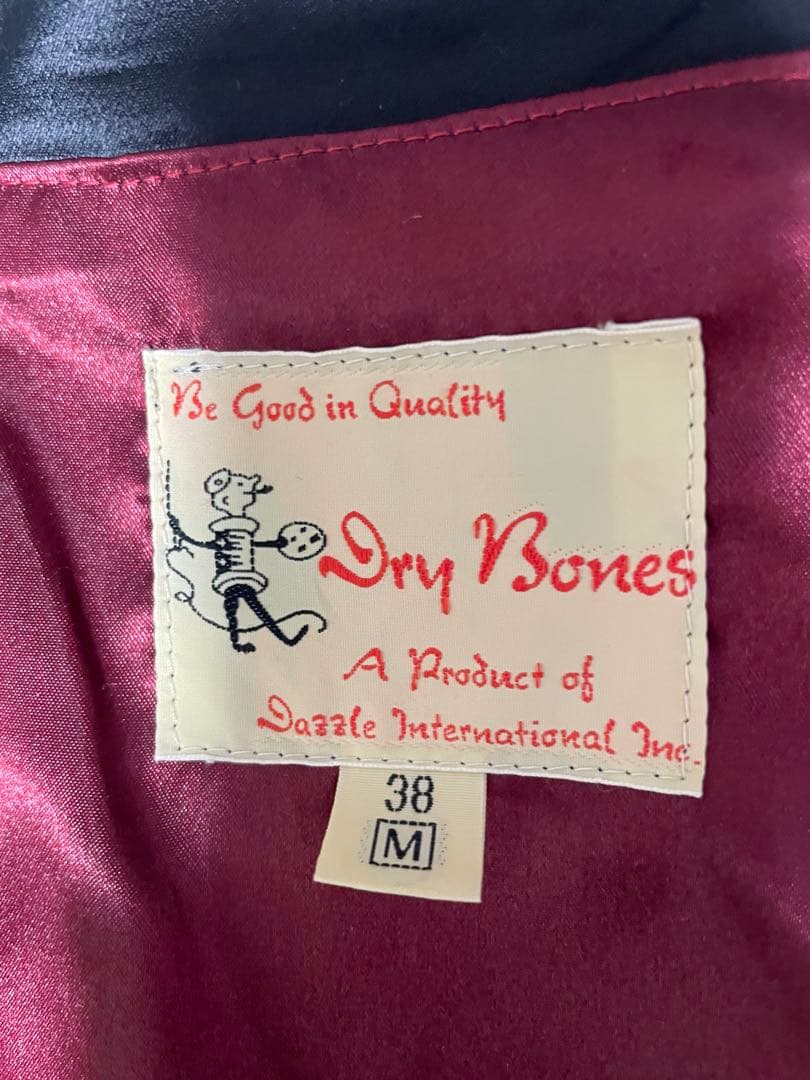 Be Good in Quality
Dry Bones
A Product of
Dazzle International Inc.
38
M